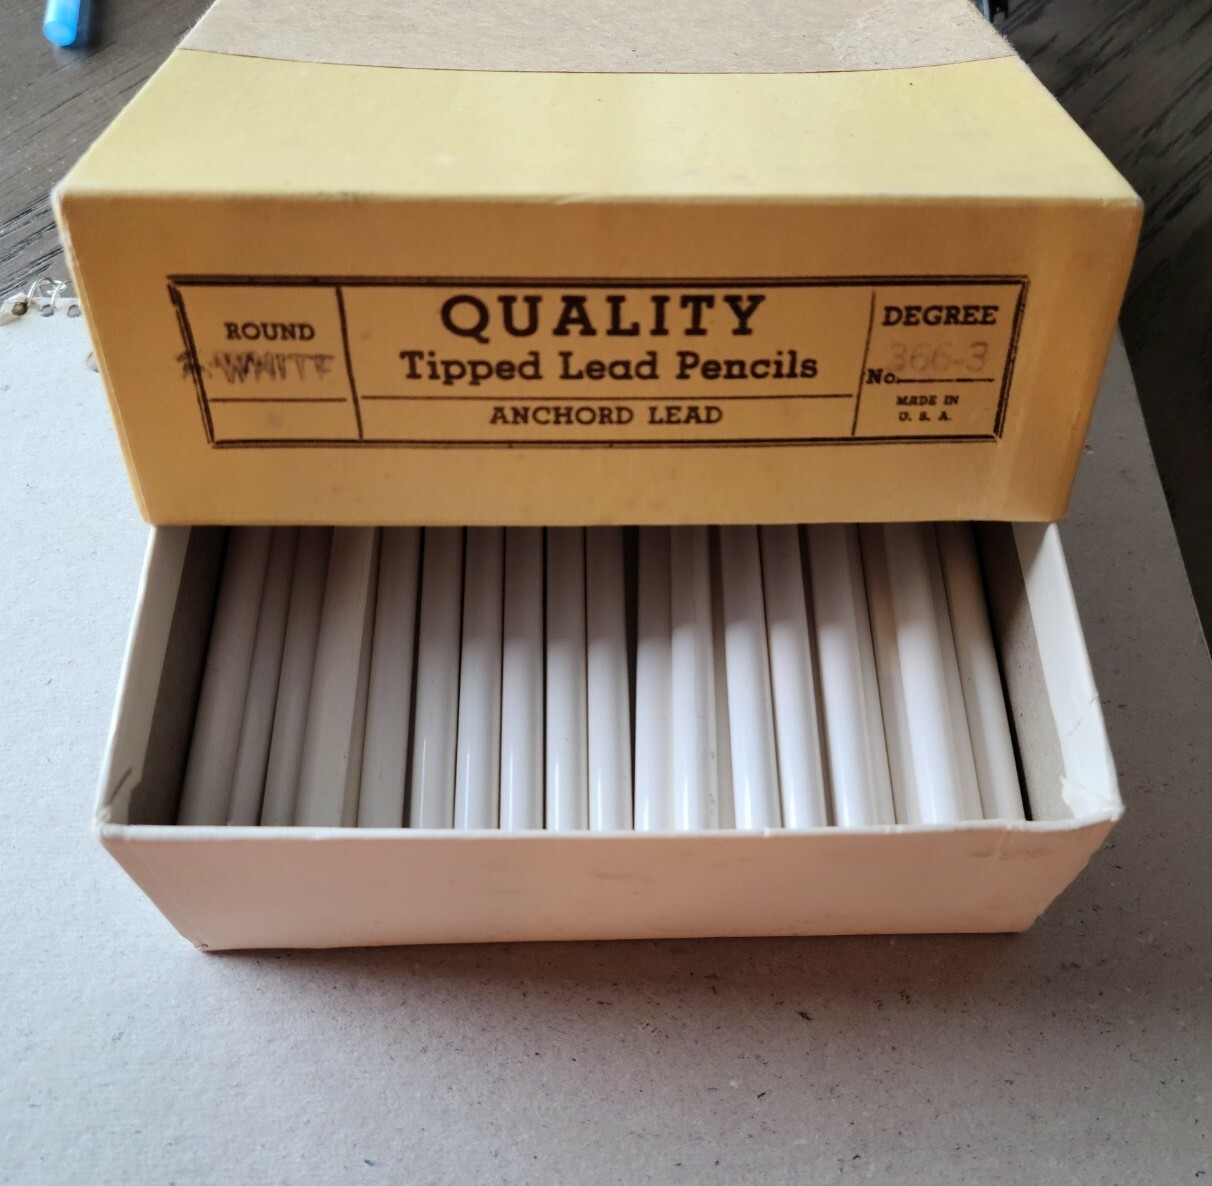 ROUND
WHITE
QUALITY
Tipped Lead Pencils
ANCHORD LEAD
DEGREE
No. 366-3
MADE IN
U. S. A.